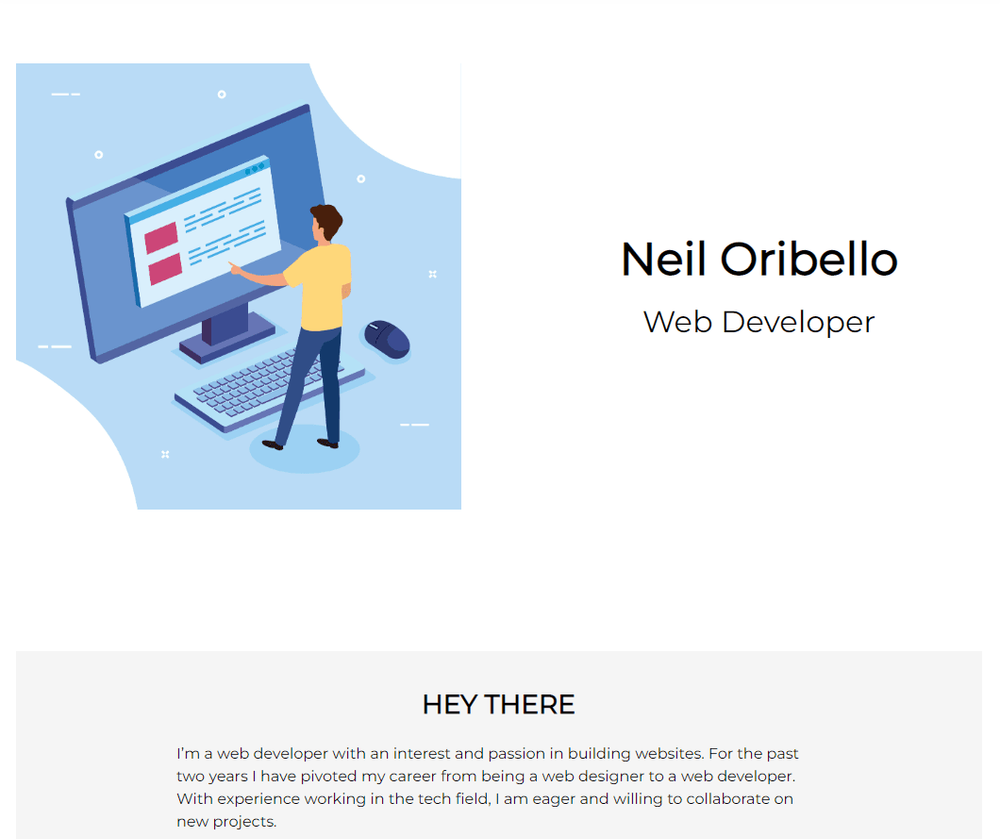 Neil Oribello
Web Developer
HEY THERE
I’m a web developer with an interest and passion in building websites. For the past
two years I have pivoted my career from being a web designer to a web developer.
With experience working in the tech field, I am eager and willing to collaborate on
new projects.